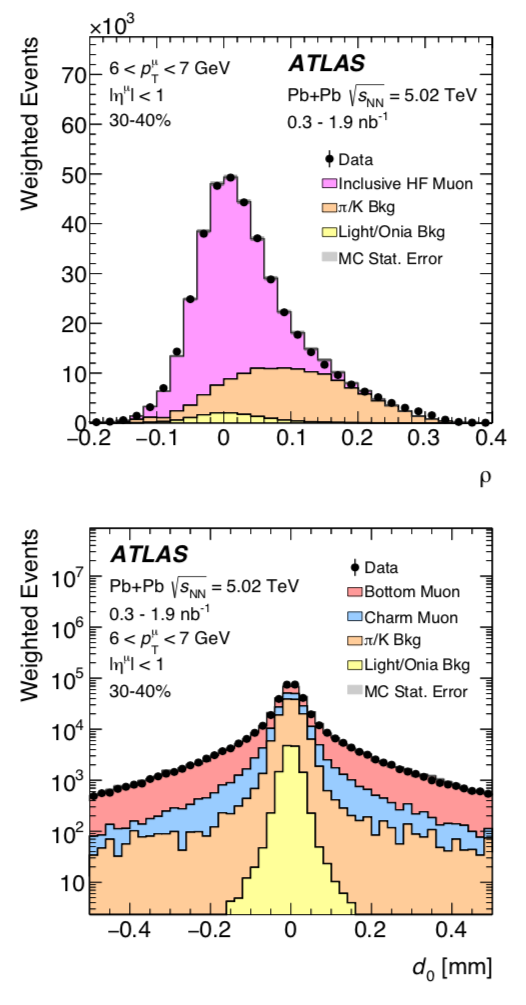 ×10³
Weighted Events
6 < p_T^μ < 7 GeV
|η^μ| < 1
30-40%
ATLAS
Pb+Pb √s_NN = 5.02 TeV
0.3 - 1.9 nb⁻¹
Data
Inclusive HF Muon
π/K Bkg
Light/Onia Bkg
MC Stat. Error
70
60
50
40
30
20
10
0
−0.2 −0.1 0 0.1 0.2 0.3 0.4
ρ
Weighted Events
ATLAS
Pb+Pb √s_NN = 5.02 TeV
0.3 - 1.9 nb⁻¹
6 < p_T^μ < 7 GeV
|η^μ| < 1
30-40%
Data
Bottom Muon
Charm Muon
π/K Bkg
Light/Onia Bkg
MC Stat. Error
10⁷
10⁶
10⁵
10⁴
10³
10²
10
−0.4 −0.2 0 0.2 0.4
d₀ [mm]